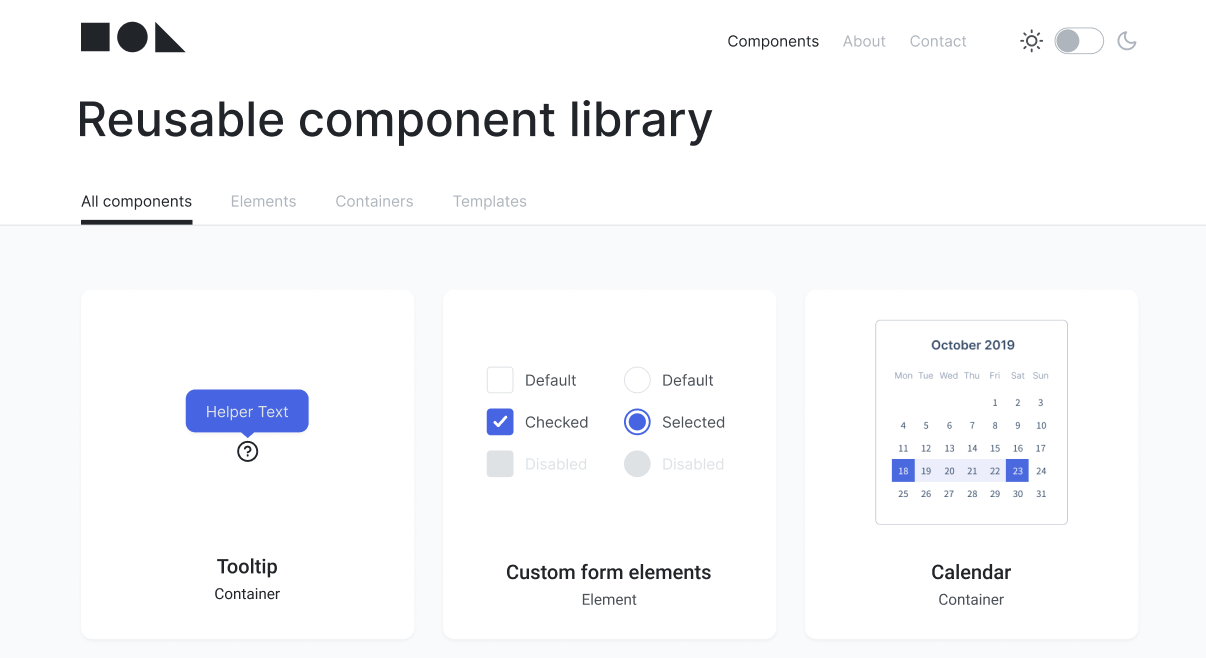 Components About Contact
Reusable component library
All components Elements Containers Templates
Helper Text
?
Tooltip
Container
Default Default
Checked Selected
Disabled Disabled
Custom form elements
Element
October 2019
Mon Tue Wed Thu Fri Sat Sun
1 2 3
4 5 6 7 8 9 10
11 12 13 14 15 16 17
18 19 20 21 22 23 24
25 26 27 28 29 30 31
Calendar
Container